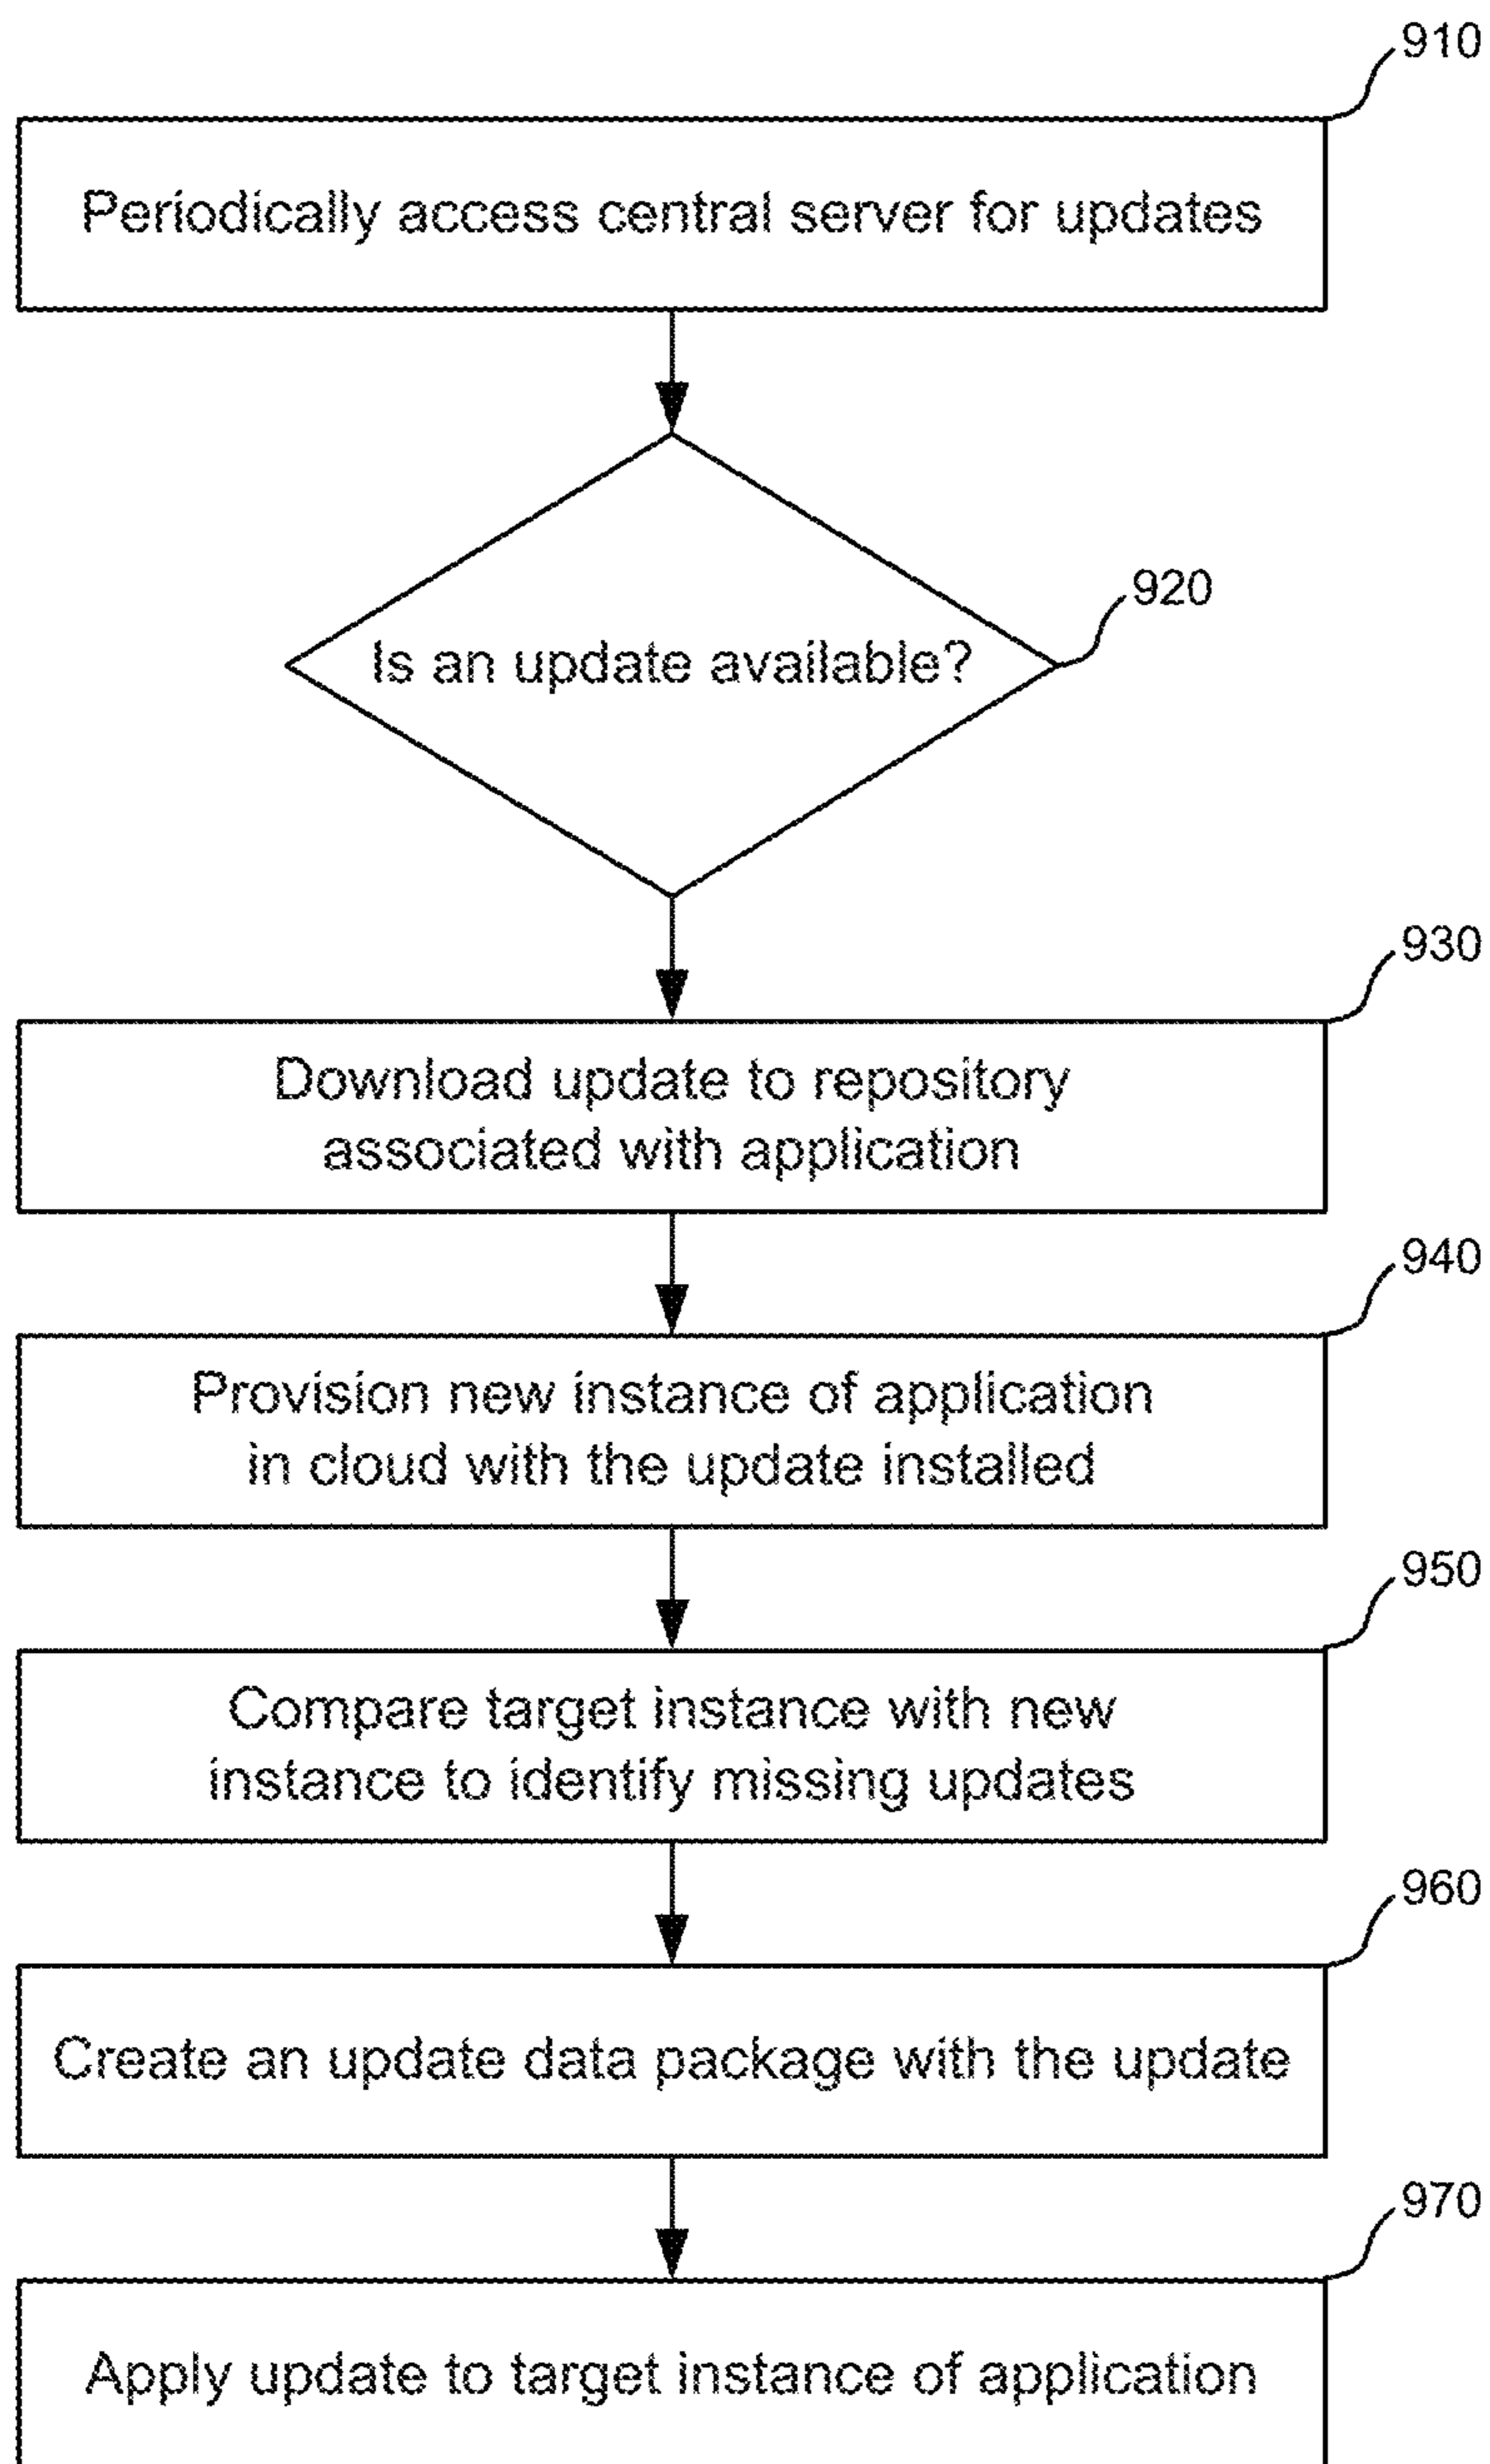 910
Periodically access central server for updates
920
Is an update available?
930
Download update to repository
associated with application
940
Provision new instance of application
in cloud with the update installed
950
Compare target instance with new
instance to identify missing updates
960
Create an update data package with the update
970
Apply update to target instance of application